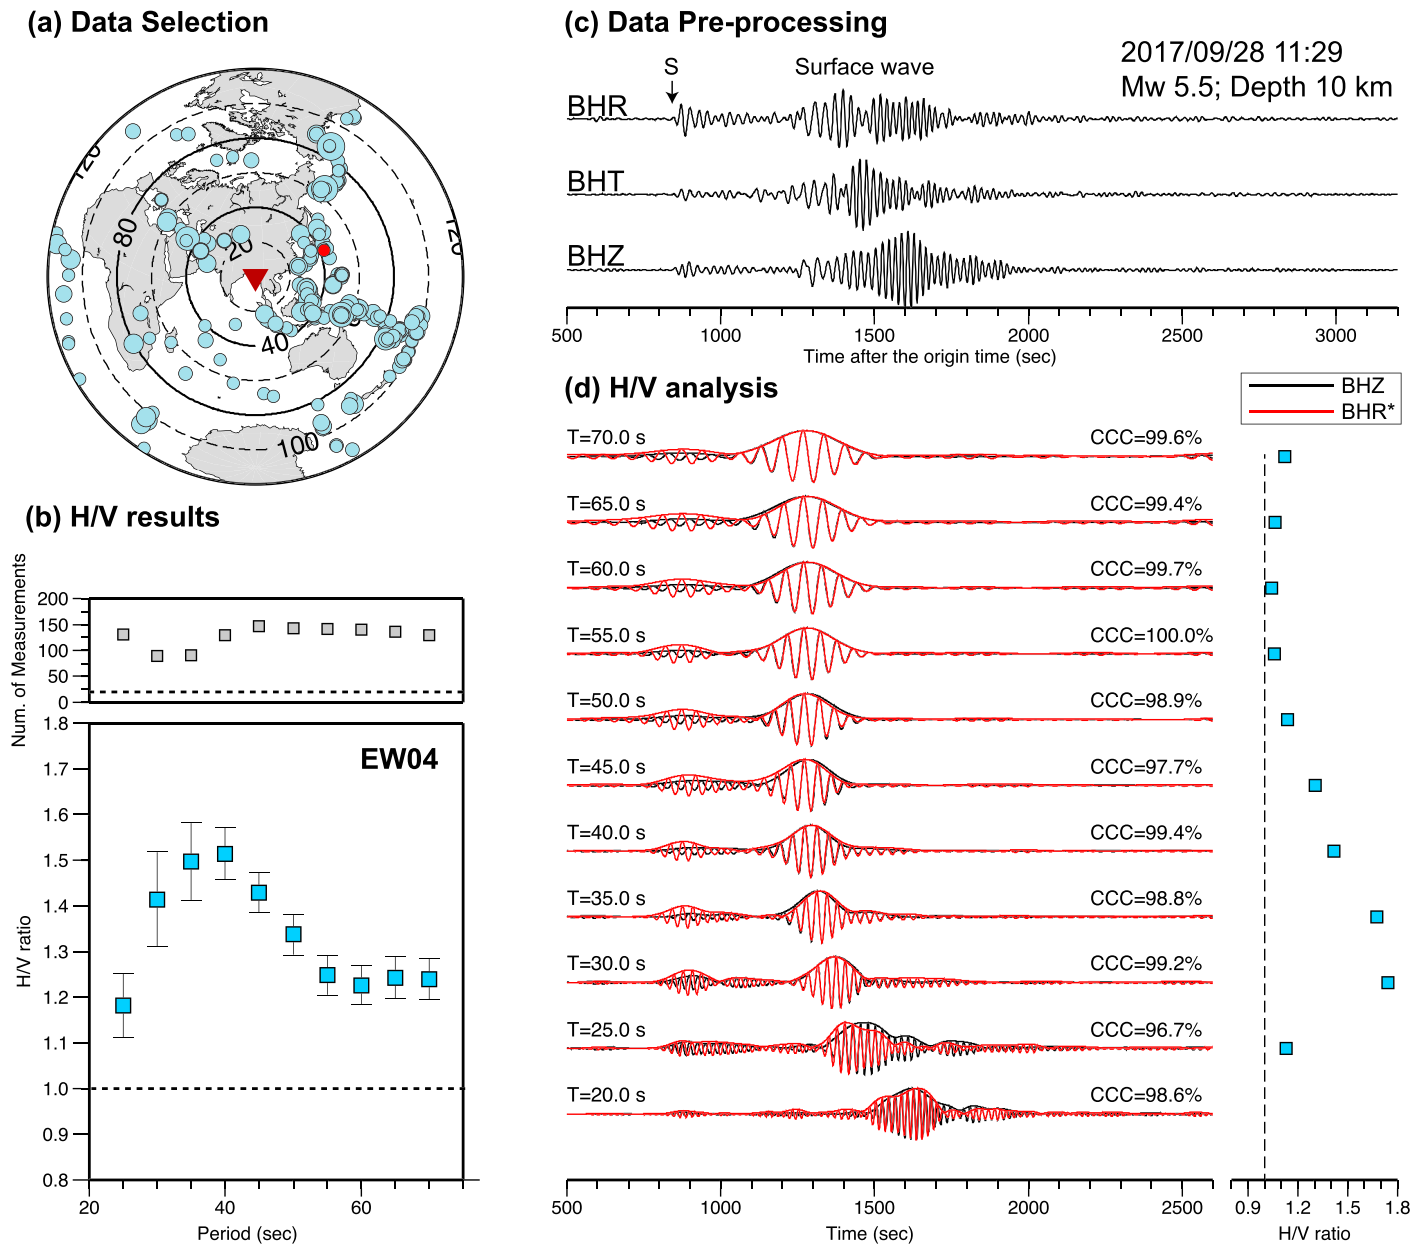 (a) Data Selection
120
80
20
120
40
100
(b) H/V results
Num. of Measurements
200
150
100
50
0
EW04
H/V ratio
1.8
1.7
1.6
1.5
1.4
1.3
1.2
1.1
1.0
0.9
0.8
20
40
60
Period (sec)
(c) Data Pre-processing
2017/09/28 11:29
Mw 5.5; Depth 10 km
S
Surface wave
BHR
BHT
BHZ
500
1000
1500
2000
2500
3000
Time after the origin time (sec)
(d) H/V analysis
BHZ
BHR*
T=70.0 s CCC=99.6%
T=65.0 s CCC=99.4%
T=60.0 s CCC=99.7%
T=55.0 s CCC=100.0%
T=50.0 s CCC=98.9%
T=45.0 s CCC=97.7%
T=40.0 s CCC=99.4%
T=35.0 s CCC=98.8%
T=30.0 s CCC=99.2%
T=25.0 s CCC=96.7%
T=20.0 s CCC=98.6%
500
1000
1500
2000
2500
Time (sec)
0.9
1.2
1.5
1.8
H/V ratio